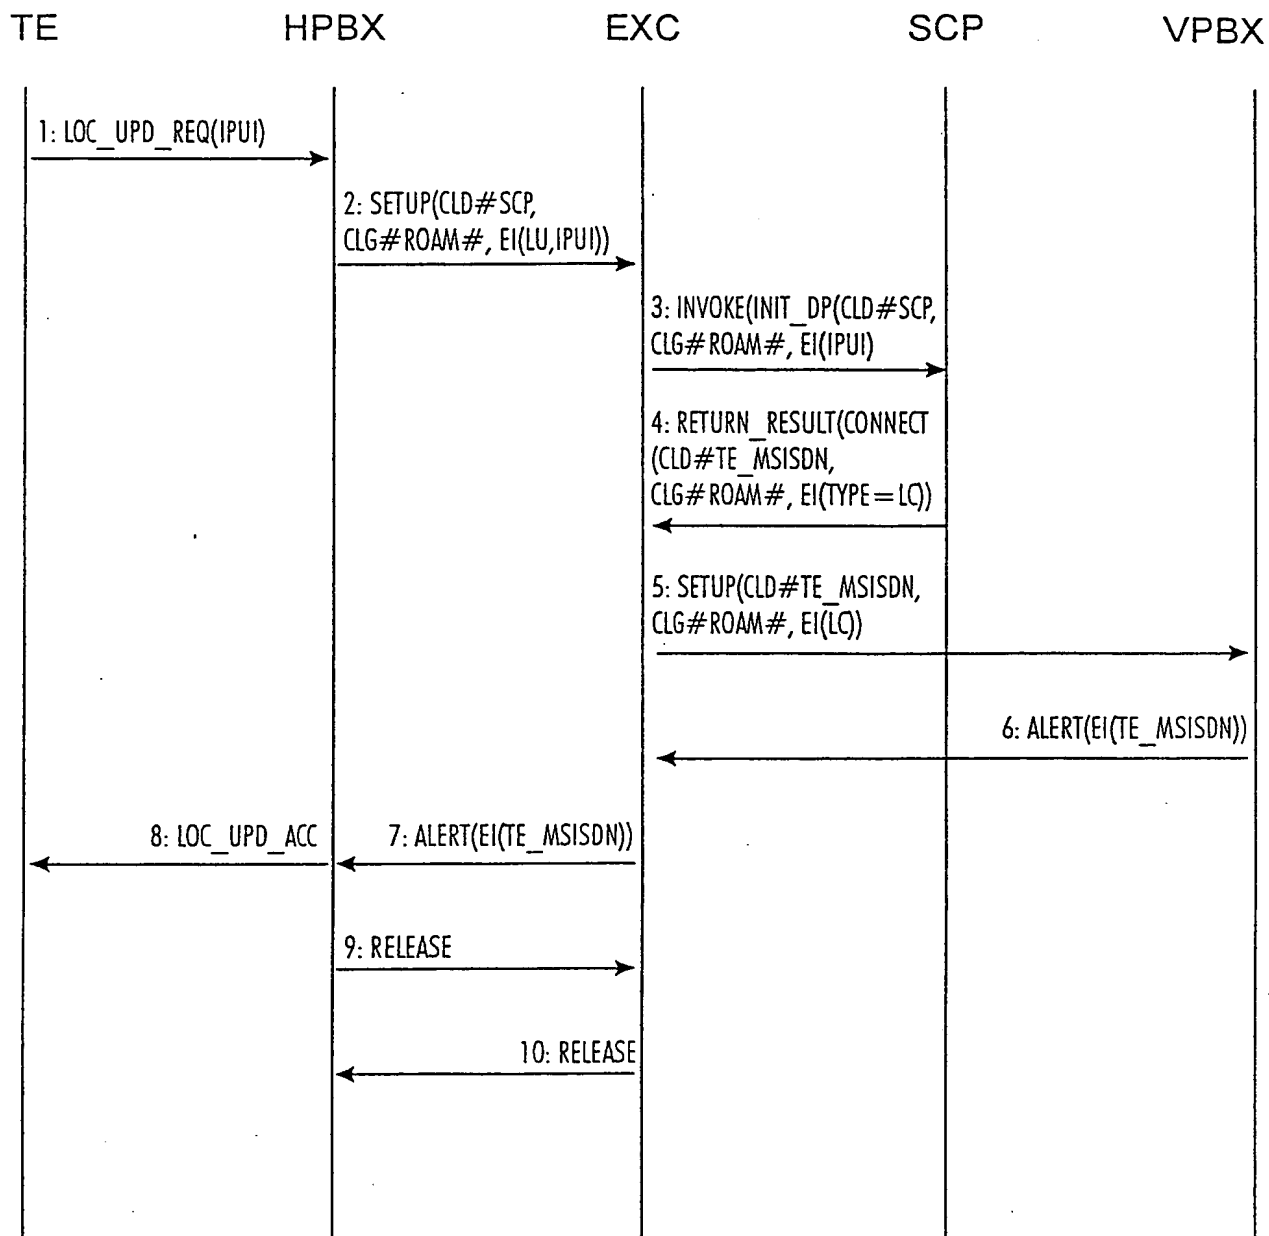 TE HPBX EXC SCP VPBX
1: LOC_UPD_REQ(IPUI)
2: SETUP(CLD#SCP,
CLG#ROAM#, EI(LU,IPUI))
3: INVOKE(INIT_DP(CLD#SCP,
CLG#ROAM#, EI(IPUI)
4: RETURN_RESULT(CONNECT
(CLD#TE_MSISDN,
CLG#ROAM#, EI(TYPE=LC))
5: SETUP(CLD#TE_MSISDN,
CLG#ROAM#, EI(LC))
6: ALERT(EI(TE_MSISDN))
8: LOC_UPD_ACC 7: ALERT(EI(TE_MSISDN))
9: RELEASE
10: RELEASE